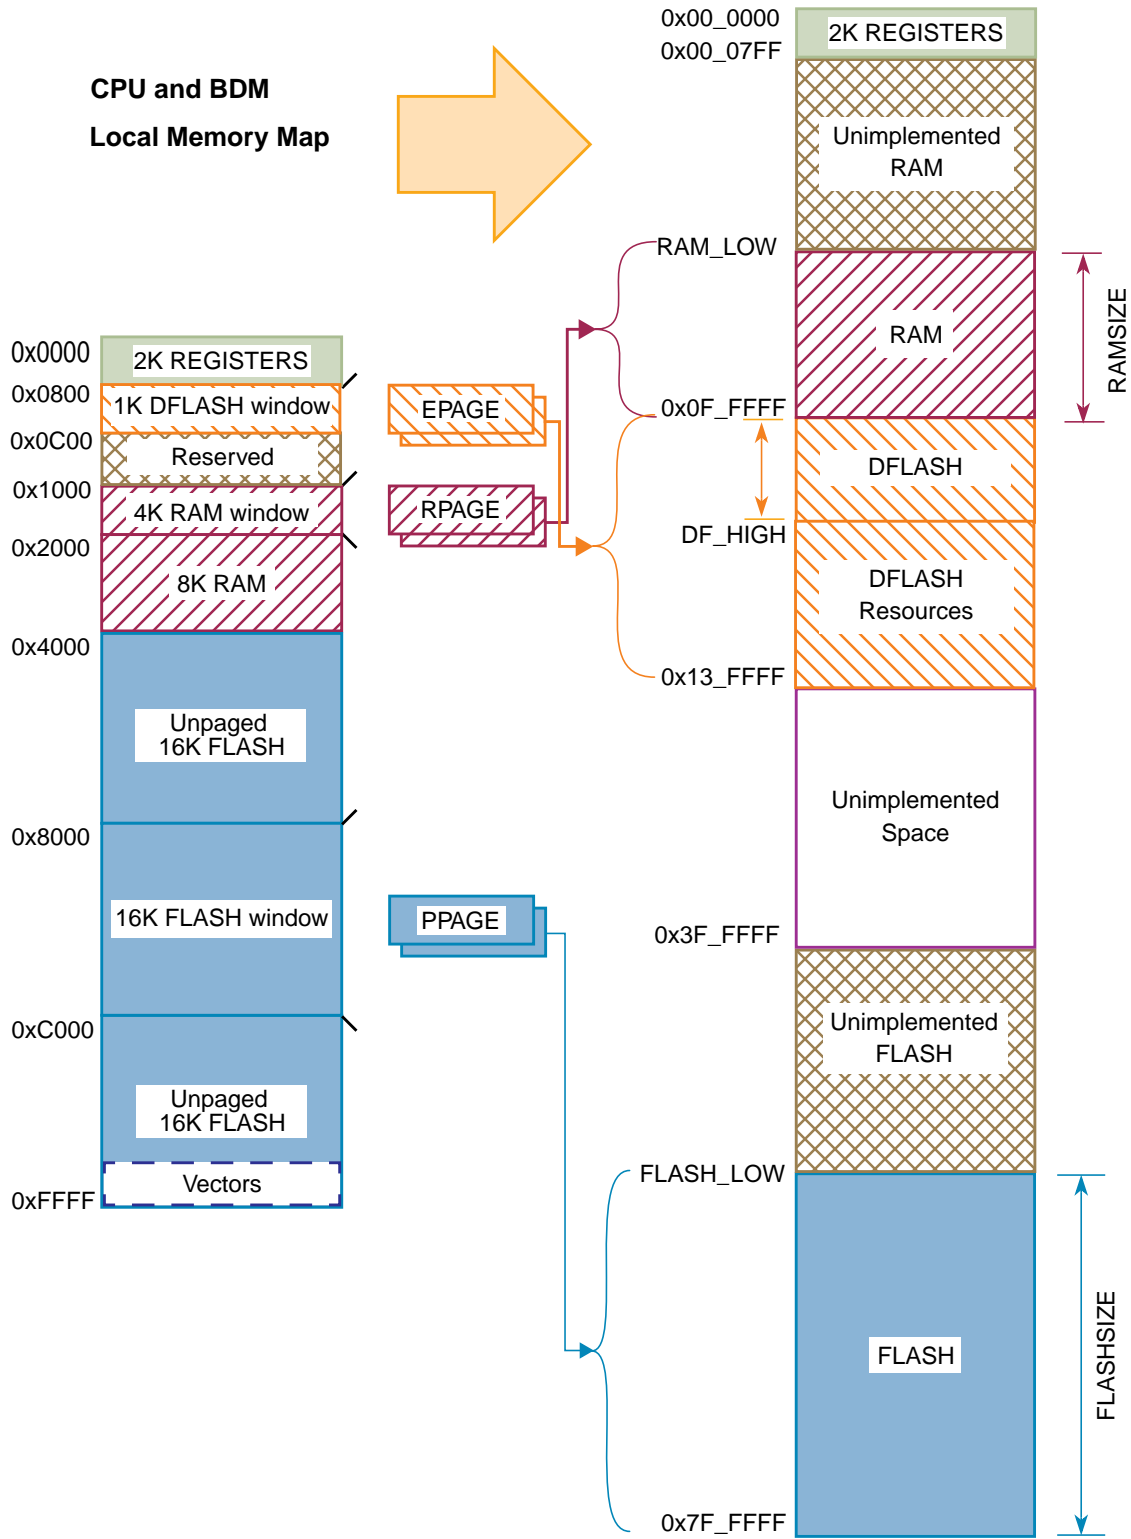 CPU and BDM
Local Memory Map
0x0000
2K REGISTERS
0x0800
1K DFLASH window
0x0C00
Reserved
0x1000
4K RAM window
0x2000
8K RAM
0x4000
Unpaged
16K FLASH
0x8000
16K FLASH window
0xC000
Unpaged
16K FLASH
Vectors
0xFFFF
EPAGE
RPAGE
PPAGE
0x00_0000
2K REGISTERS
0x00_07FF
Unimplemented
RAM
RAM_LOW
RAM
RAMSIZE
0x0F_FFFF
DFLASH
DF_HIGH
DFLASH
Resources
0x13_FFFF
Unimplemented
Space
0x3F_FFFF
Unimplemented
FLASH
FLASH_LOW
FLASH
FLASHSIZE
0x7F_FFFF